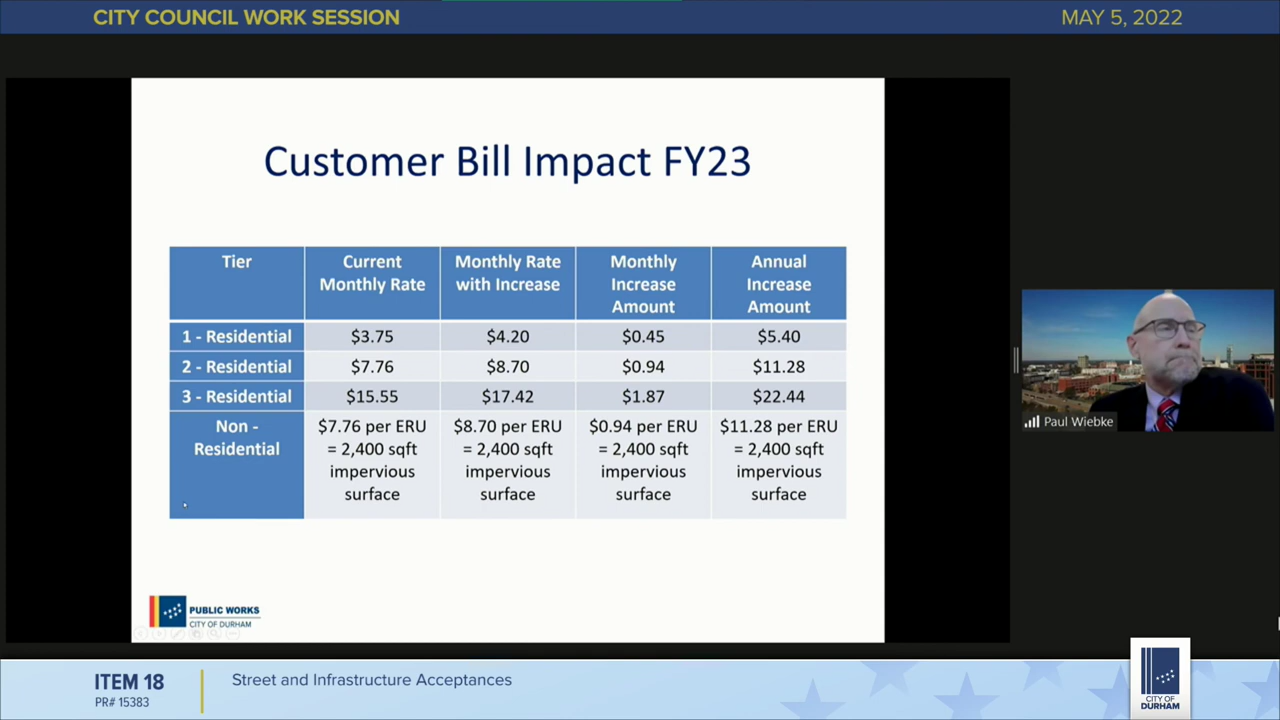 CITY COUNCIL WORK SESSION
MAY 5, 2022
Customer Bill Impact FY23
Tier
Current
Monthly Rate
Monthly Rate
with Increase
Monthly
Increase
Amount
Annual
Increase
Amount
1 - Residential
$3.75
$4.20
$0.45
$5.40
2 - Residential
$7.76
$8.70
$0.94
$11.28
3 - Residential
$15.55
$17.42
$1.87
$22.44
Non -
Residential
$7.76 per ERU
= 2,400 sqft
impervious
surface
$8.70 per ERU
= 2,400 sqft
impervious
surface
$0.94 per ERU
= 2,400 sqft
impervious
surface
$11.28 per ERU
= 2,400 sqft
impervious
surface
PUBLIC WORKS
CITY OF DURHAM
Paul Wiebke
ITEM 18
PR# 15383
Street and Infrastructure Acceptances
CITY OF
DURHAM